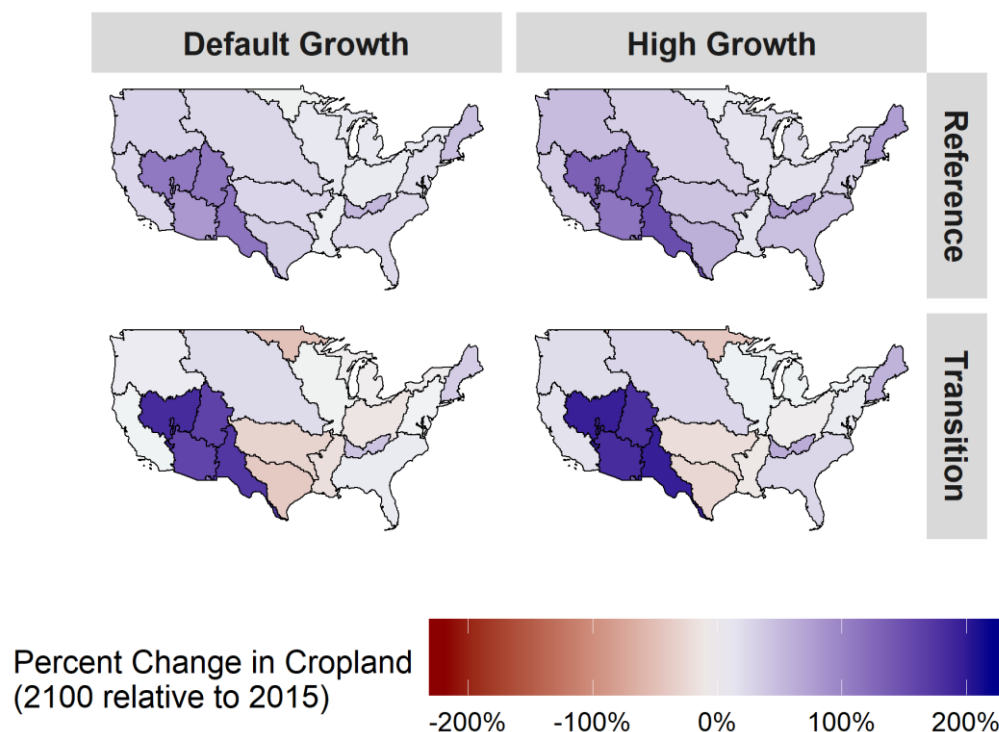 Default Growth
High Growth
Reference
Transition
Percent Change in Cropland
(2100 relative to 2015)
-200%
-100%
0%
100%
200%